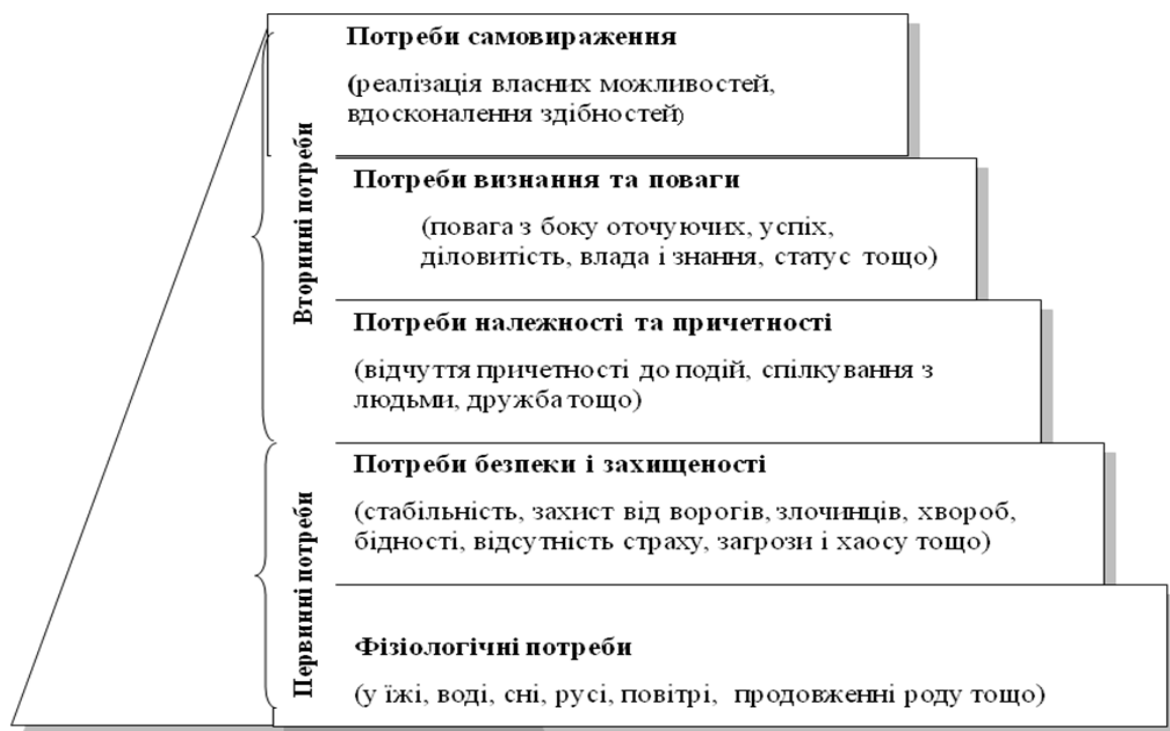 Потреби самовираження
(реалізація власних можливостей,
вдосконалення здібностей)
Потреби визнання та поваги
(повага з боку оточуючих, успіх,
діловитість, влада і знання, статус тощо)
Вторинні потреби
Потреби належності та причетності
(відчуття причетності до подій, спілкування з
людьми, дружба тощо)
Потреби безпеки і захищеності
(стабільність, захист від ворогів, злочинців, хвороб,
бідності, відсутність страху, загрози і хаосу тощо)
Первинні потреби
Фізіологічні потреби
(у їжі, воді, сні, русі, повітрі, продовженні роду тощо)